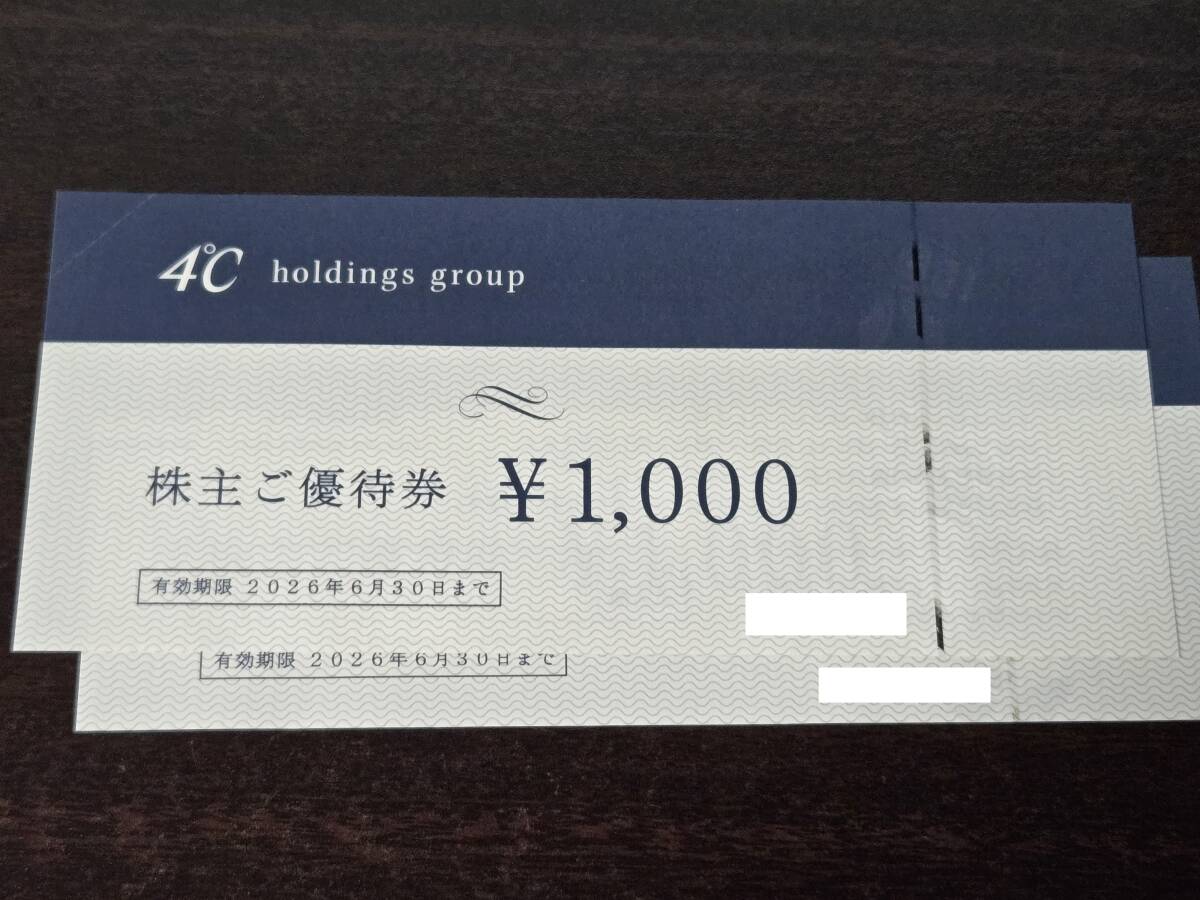 4℃ holdings group
株主ご優待券 ¥1,000
有効期限 2026年6月30日まで
有効期限 2026年6月30日まで